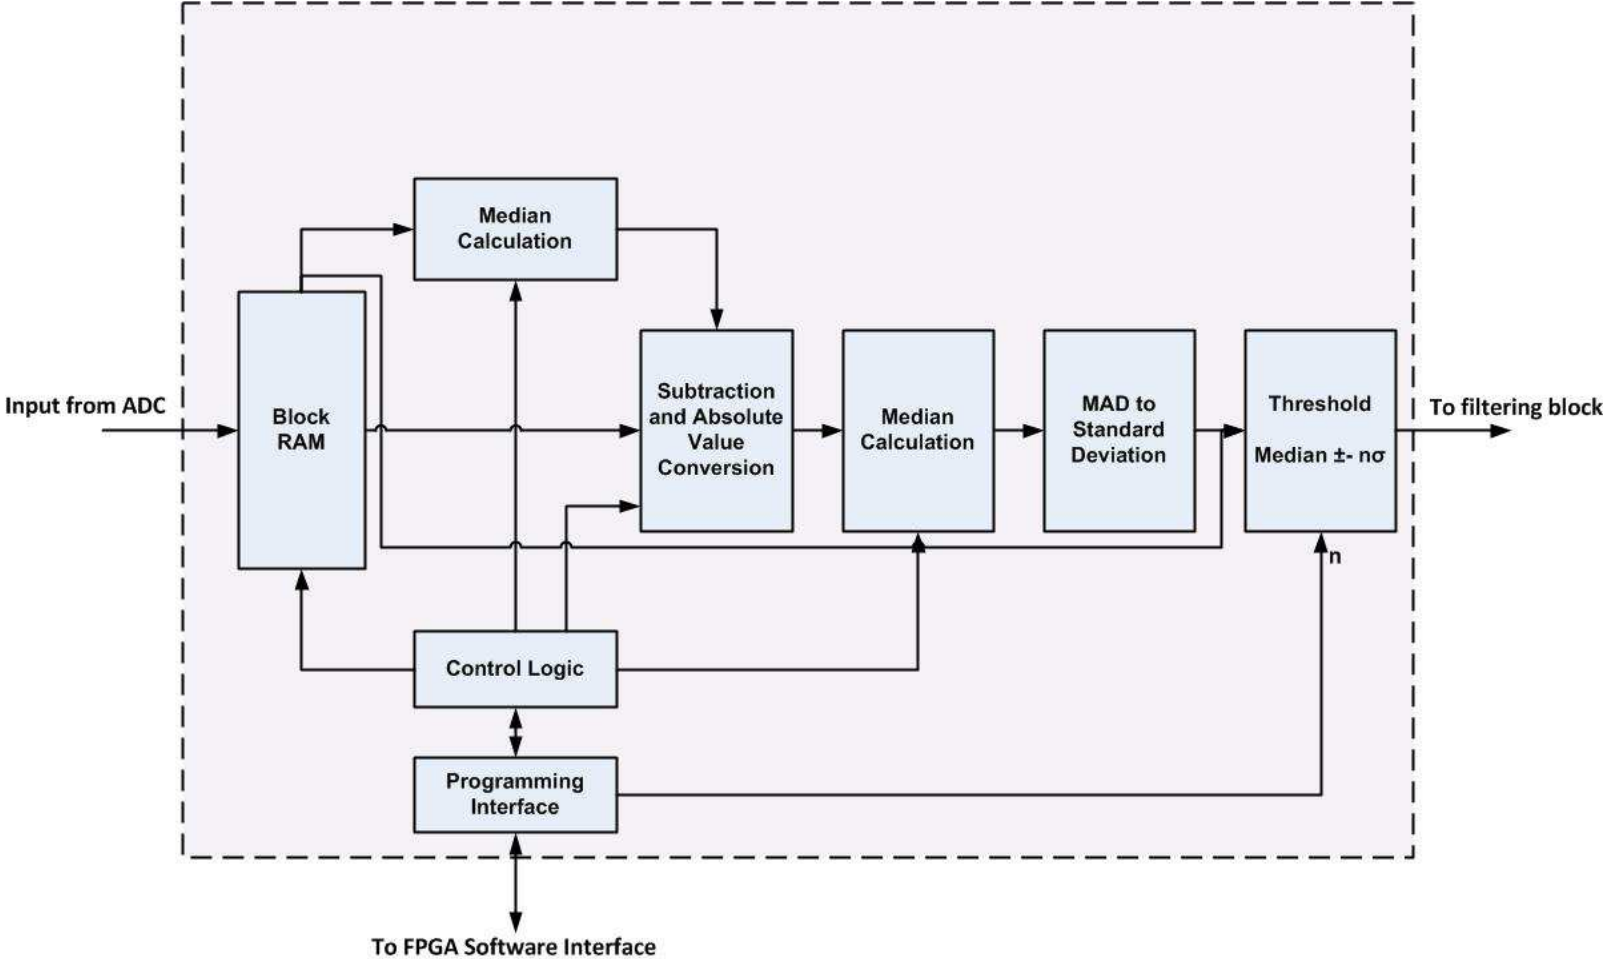 Median
Calculation
Input from ADC
Block
RAM
Subtraction
and Absolute
Value
Conversion
Median
Calculation
MAD to
Standard
Deviation
Threshold
Median ±- nσ
To filtering block
n
Control Logic
Programming
Interface
To FPGA Software Interface